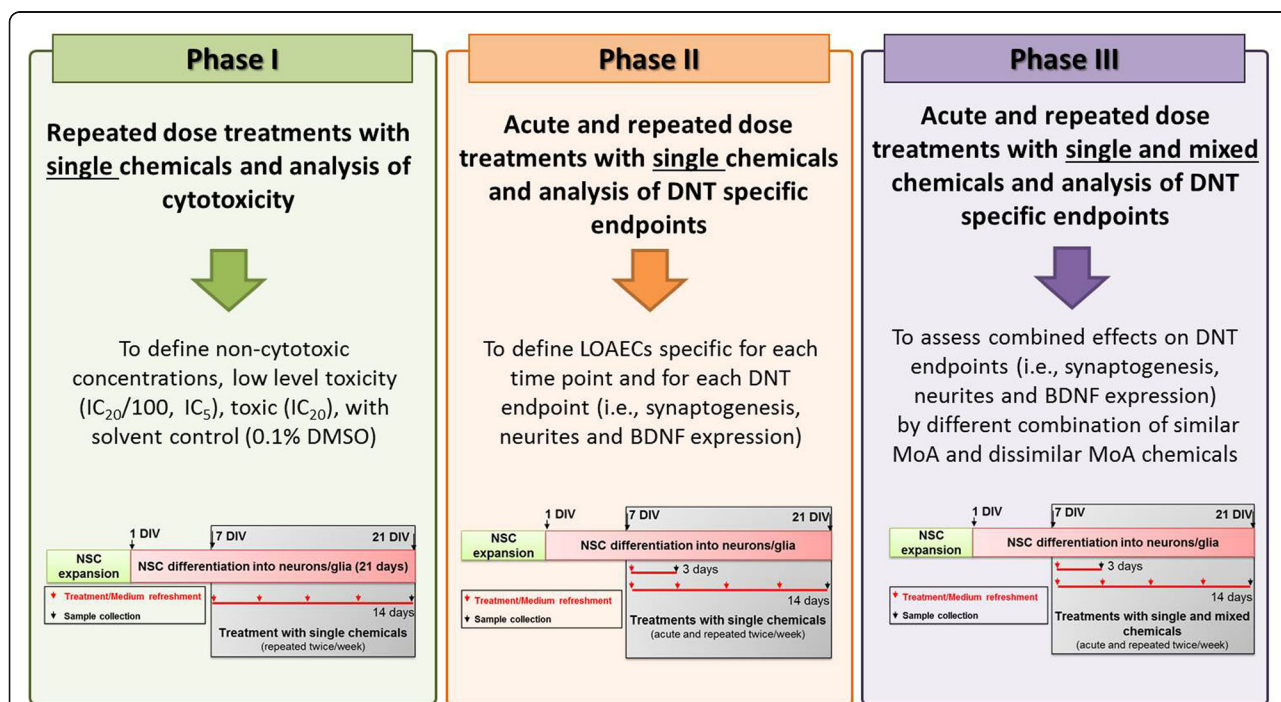 Phase I
Repeated dose treatments with
single chemicals and analysis of
cytotoxicity
To define non-cytotoxic
concentrations, low level toxicity
(IC20/100, IC5), toxic (IC20), with
solvent control (0.1% DMSO)
1 DIV
7 DIV
21 DIV
NSC
expansion
NSC differentiation into neurons/glia (21 days)
Treatment/Medium refreshment
Sample collection
14 days
Treatment with single chemicals
(repeated twice/week)
Phase II
Acute and repeated dose
treatments with single chemicals
and analysis of DNT specific
endpoints
To define LOAECs specific for each
time point and for each DNT
endpoint (i.e., synaptogenesis,
neurites and BDNF expression)
1 DIV
7 DIV
21 DIV
NSC
expansion
NSC differentiation into neurons/glia
3 days
Treatment/Medium refreshment
Sample collection
14 days
Treatments with single chemicals
(acute and repeated twice/week)
Phase III
Acute and repeated dose
treatments with single and mixed
chemicals and analysis of DNT
specific endpoints
To assess combined effects on DNT
endpoints (i.e., synaptogenesis,
neurites and BDNF expression)
by different combination of similar
MoA and dissimilar MoA chemicals
1 DIV
7 DIV
21 DIV
NSC
expansion
NSC differentiation into neurons/glia
3 days
Treatment/Medium refreshment
Sample collection
14 days
Treatments with single and mixed
chemicals
(acute and repeated twice/week)